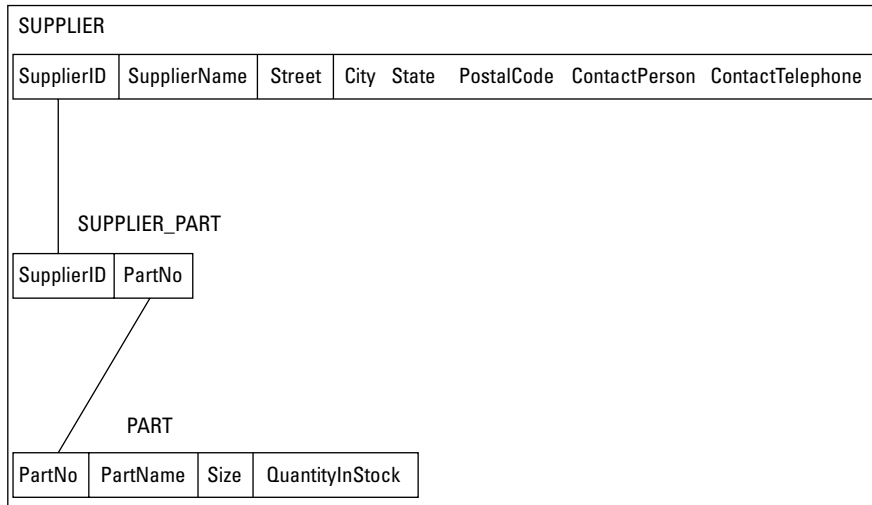 SUPPLIER
SupplierID SupplierName Street City State PostalCode ContactPerson ContactTelephone
SUPPLIER_PART
SupplierID PartNo
PART
PartNo PartName Size QuantityInStock